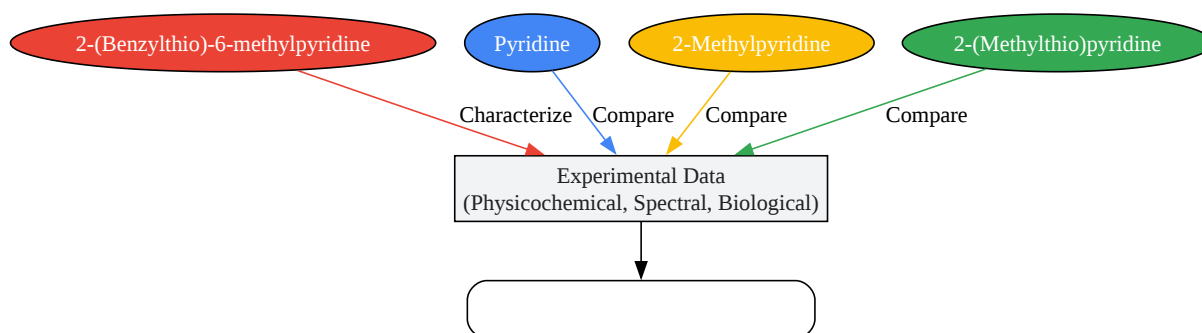 2-(Benzylthio)-6-methylpyridine
Pyridine
2-Methylpyridine
2-(Methylthio)pyridine
Characterize
Compare
Compare
Compare
Experimental Data
(Physicochemical, Spectral, Biological)